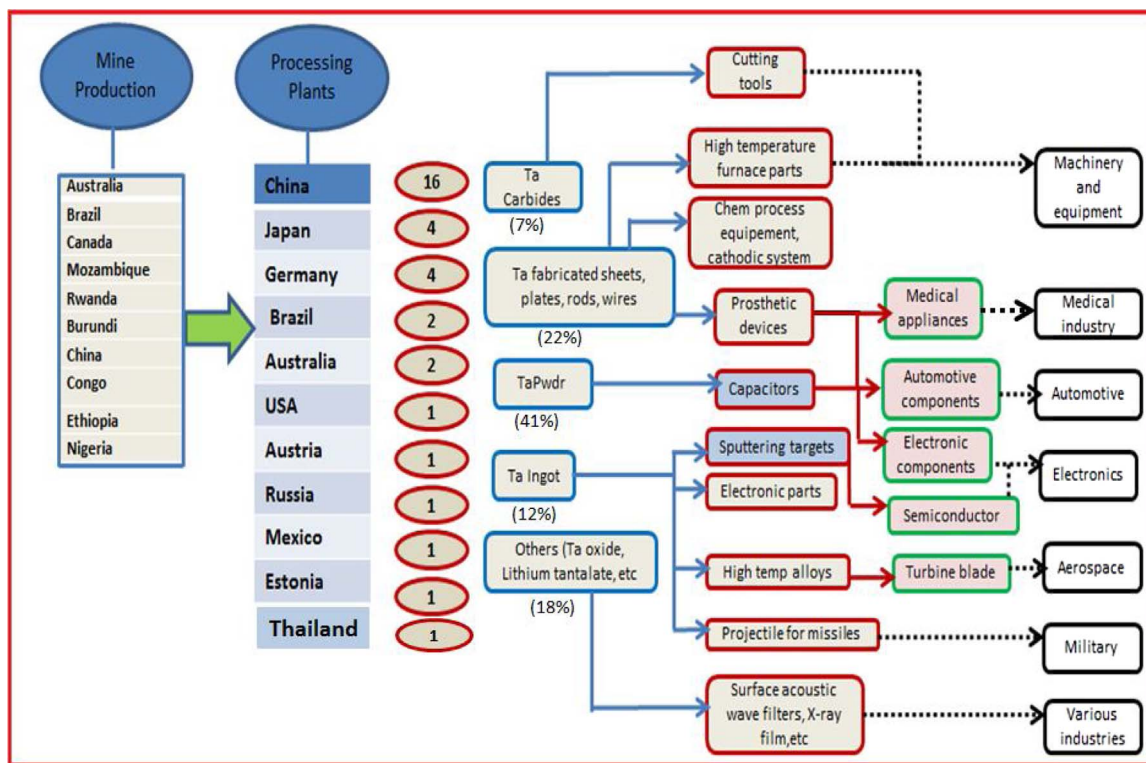 Mine
Production
Processing
Plants
Australia
Brazil
Canada
Mozambique
Rwanda
Burundi
China
Congo
Ethiopia
Nigeria
China
Japan
Germany
Brazil
Australia
USA
Austria
Russia
Mexico
Estonia
Thailand
16
4
4
2
2
1
1
1
1
1
1
Ta
Carbides
(7%)
Ta fabricated sheets,
plates, rods, wires
(22%)
TaPwdr
(41%)
Ta Ingot
(12%)
Others (Ta oxide,
Lithium tantalate, etc
(18%)
Cutting
tools
High temperature
furnace parts
Chem process
equipement,
cathodic system
Prosthetic
devices
Capacitors
Sputtering targets
Electronic parts
High temp alloys
Projectile for missiles
Surface acoustic
wave filters, X-ray
film,etc
Medical
appliances
Automotive
components
Electronic
components
Semiconductor
Turbine blade
Machinery
and
equipment
Medical
industry
Automotive
Electronics
Aerospace
Military
Various
industries